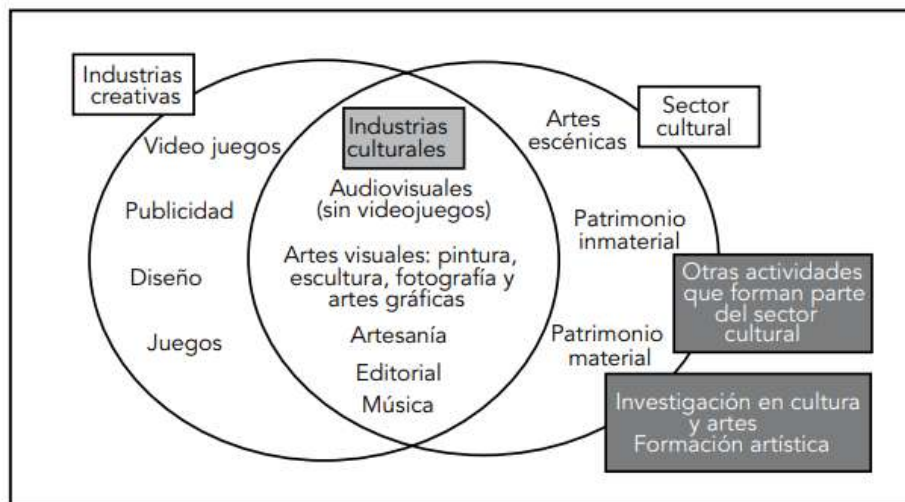 Industrias
creativas
Video juegos
Publicidad
Diseño
Juegos
Industrias
culturales
Audiovisuales
(sin videojuegos)
Artes visuales: pintura,
escultura, fotografía y
artes gráficas
Artesanía
Editorial
Música
Artes
escénicas
Sector
cultural
Patrimonio
inmaterial
Patrimonio
material
Otras actividades
que forman parte
del sector
cultural
Investigación en cultura
y artes
Formación artística